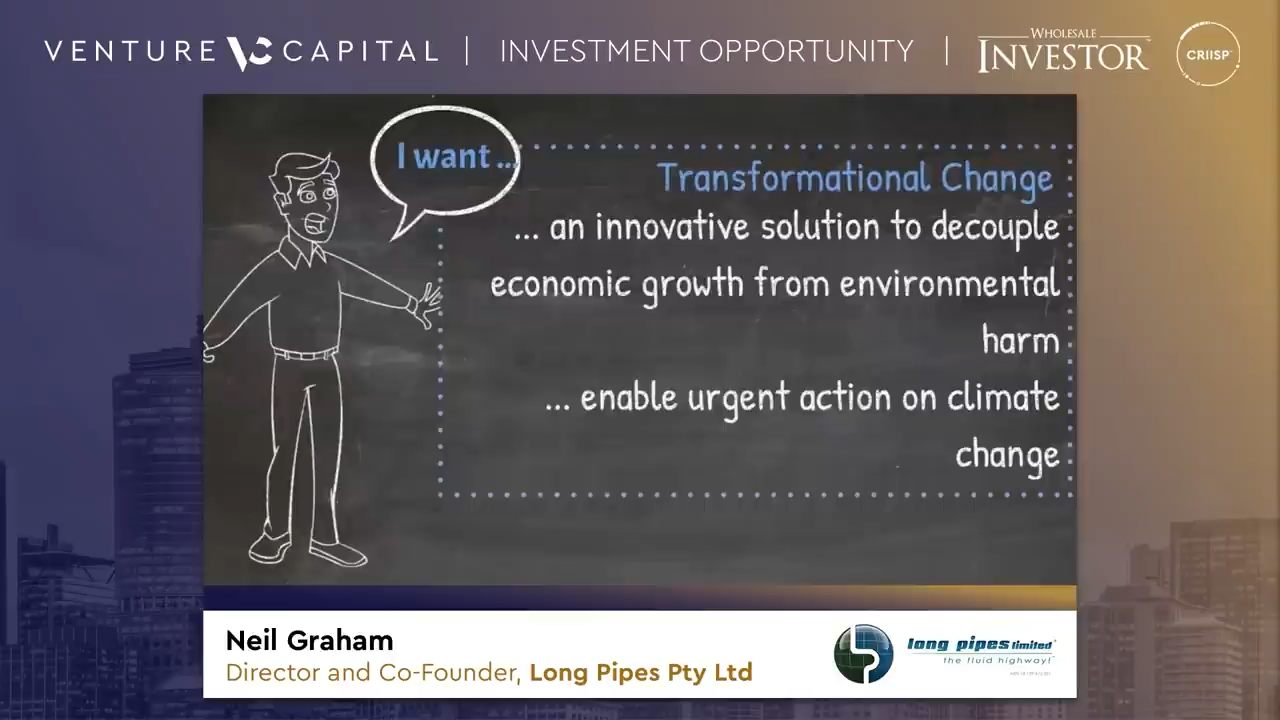 VENTURE VC CAPITAL | INVESTMENT OPPORTUNITY | WHOLESALE INVESTOR CRIISP
I want ...
Transformational Change
... an innovative solution to decouple
economic growth from environmental
harm
... enable urgent action on climate
change
Neil Graham
Director and Co-Founder, Long Pipes Pty Ltd
long pipes limited
the fluid highway!